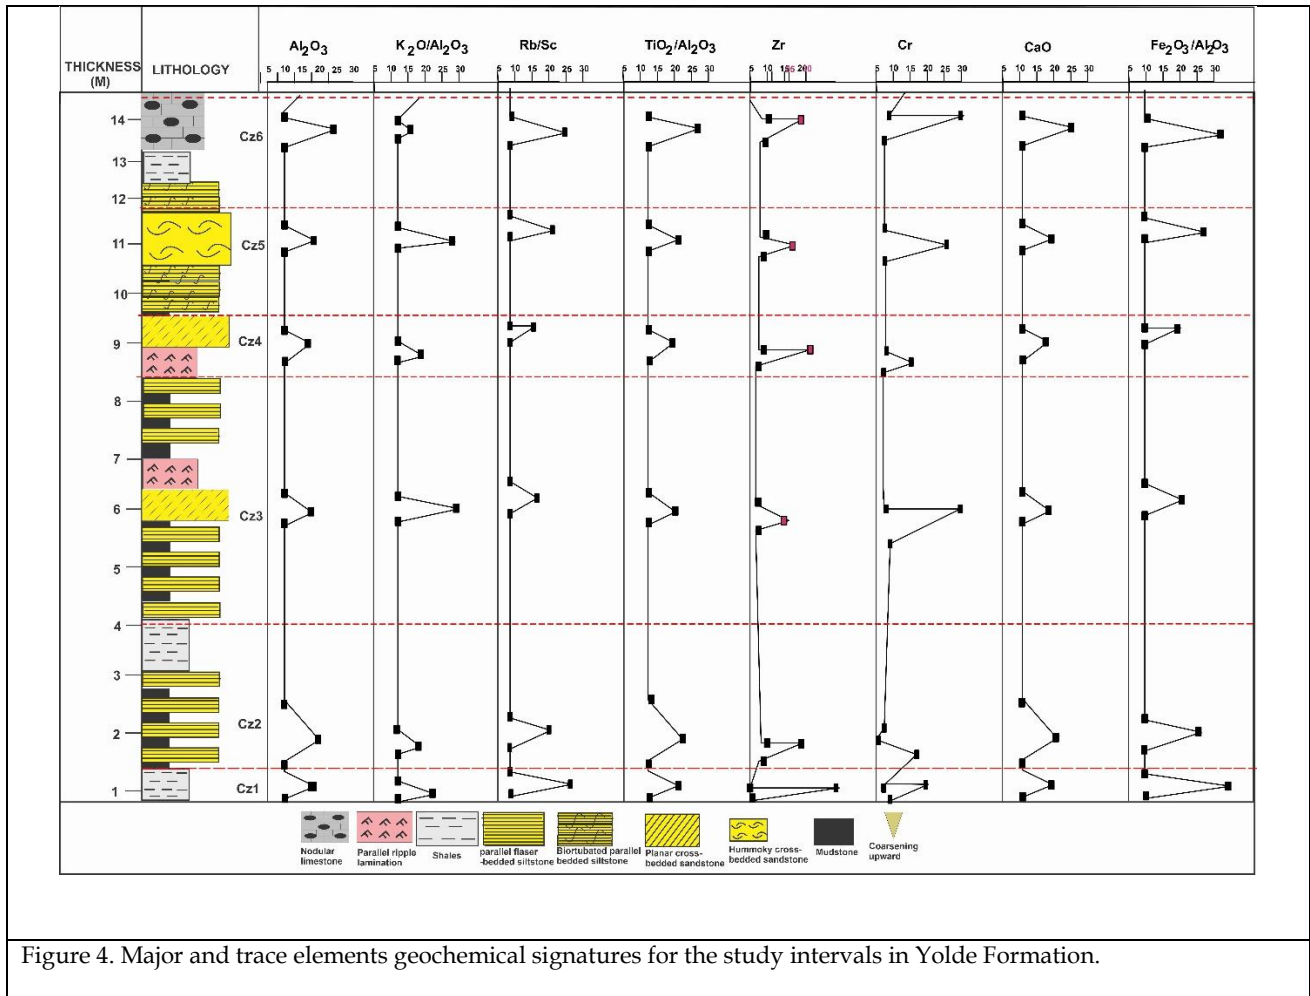 Al2O3 K2O/Al2O3 Rb/Sc TiO2/Al2O3 Zr Cr CaO Fe2O3/Al2O3
THICKNESS (M) LITHOLOGY
5 10 15 20 30
5 10 15 20 25 30
5 10 15 20 25 30
5 10 15 20 25 30
5 10 15 20
5 10 15 20 25 30
5 10 15 20 25 30
5 10 15 20 25 30
14
Cz6
13
12
11
Cz5
10
9
Cz4
8
7
6
Cz3
5
4
3
2
Cz2
1
Cz1
Nodular
limestone
Parallel ripple
lamination
Shales
parallel flaser
-bedded siltstone
Biortubated parallel
bedded siltstone
Planar cross-
bedded sandstone
Hummoky cross-
bedded sandstone
Mudstone
Coarsening
upward
Figure 4. Major and trace elements geochemical signatures for the study intervals in Yolde Formation.